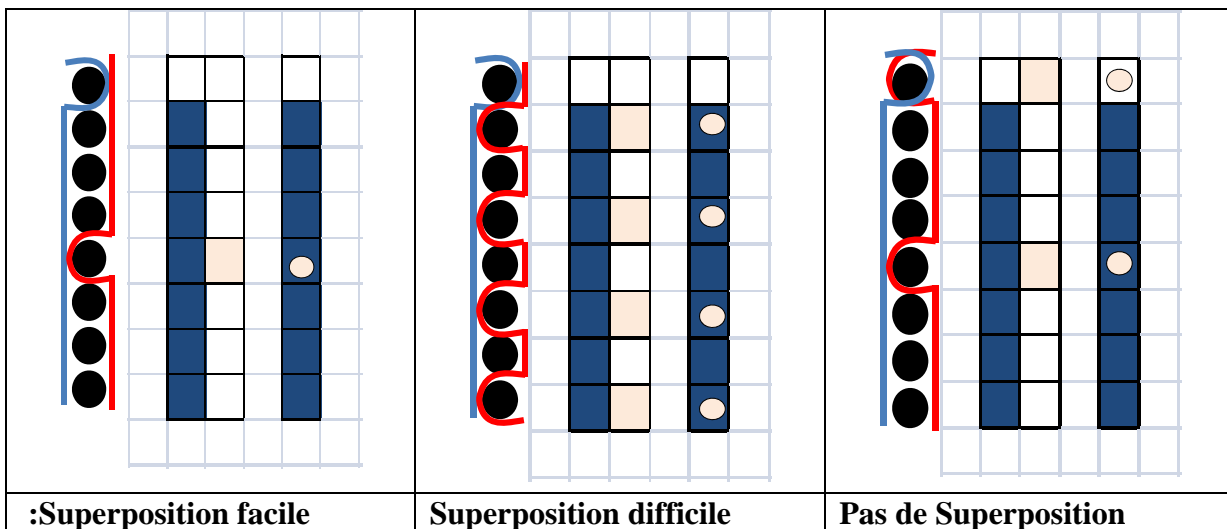 :Superposition facile
Superposition difficile
Pas de Superposition